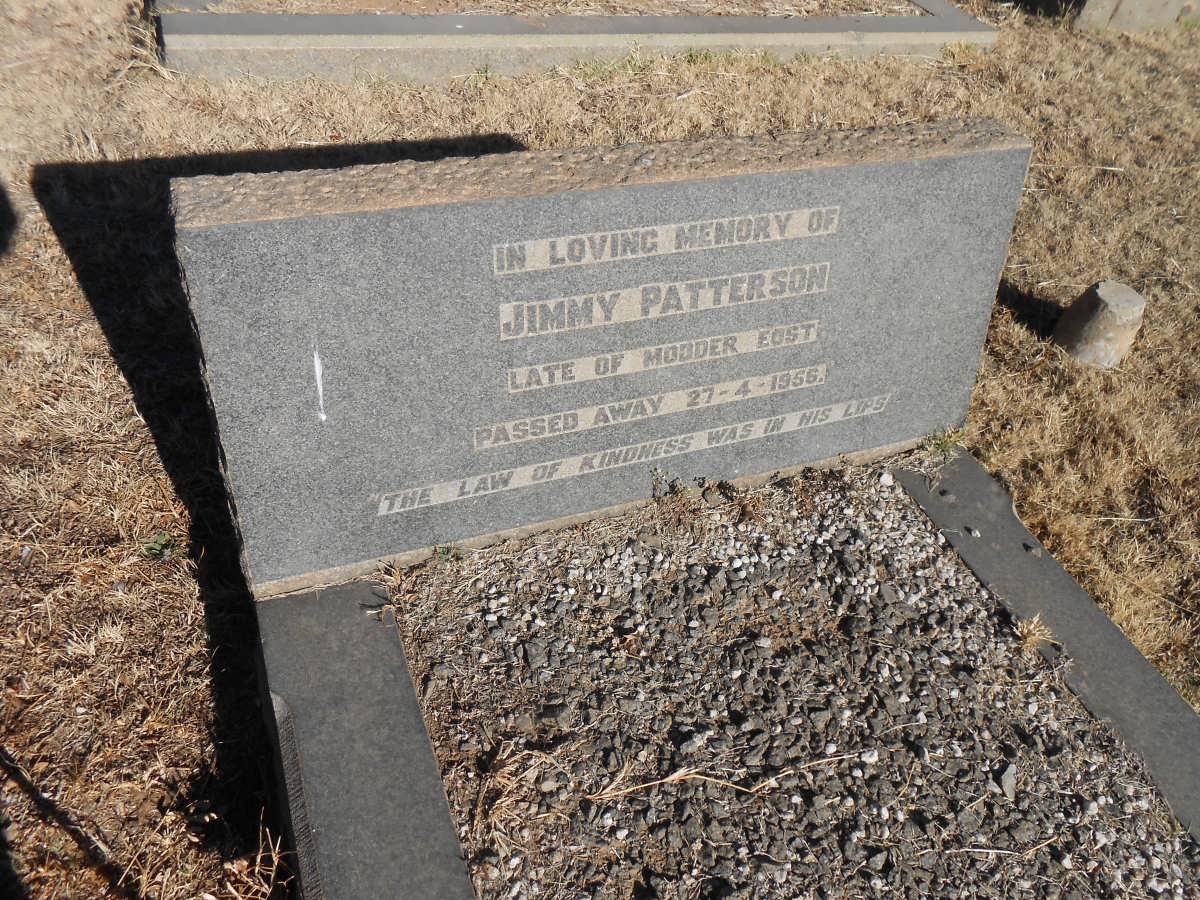 IN LOVING MEMORY OF
JIMMY PATTERSON
LATE OF MODDER EOST
PASSED AWAY 27-4-1956.
"THE LAW OF KINDNESS WAS IN HIS LIPS"